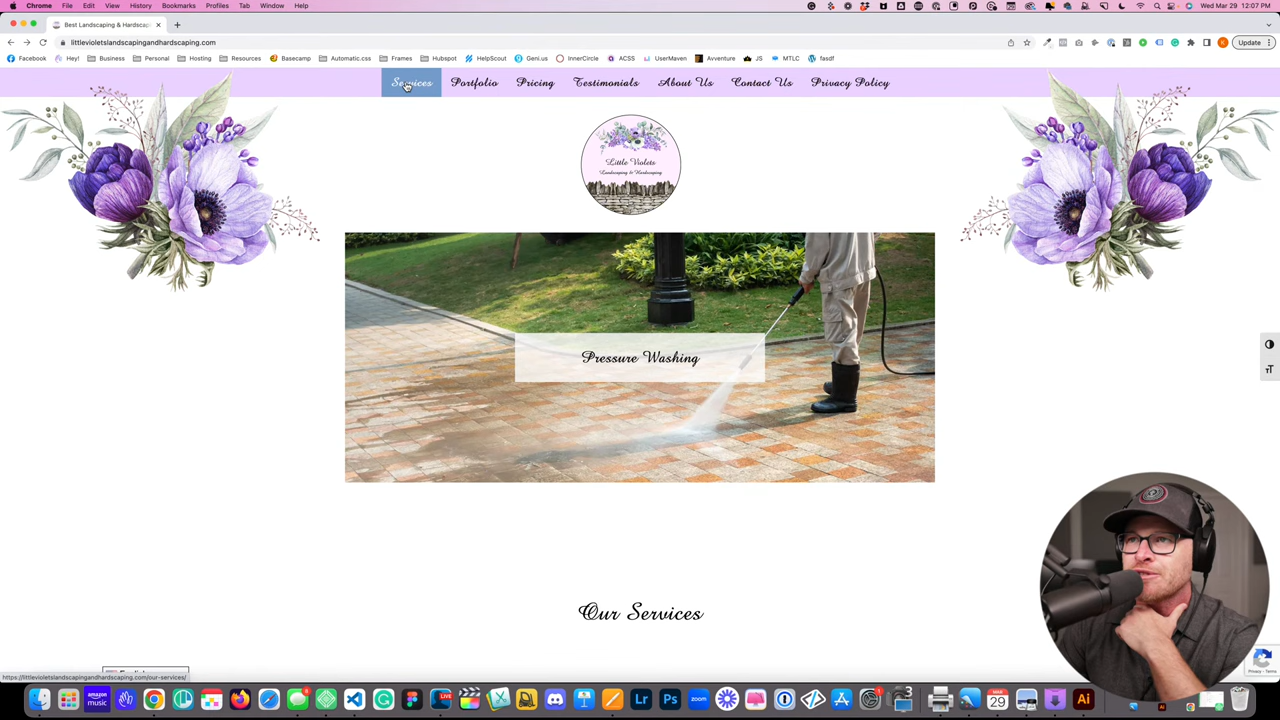 Chrome File Edit View History Bookmarks Profiles Tab Window Help
Wed Mar 29 12:07 PM
Best Landscaping & Hardscap
littlevioletslandscapingandhardscaping.com
Update
Facebook Hey! Business Personal Hosting Resources Basecamp Automatic.css Frames Hubspot HelpScout Geni.us InnerCircle ACSS UserMaven Avventure JS MTLC fasdf
Services Portfolio Pricing Testimonials About Us Contact Us Privacy Policy
Little Violets
Landscaping & Hardscaping
Pressure Washing
Our Services
https://littlevioletslandscapingandhardscaping.com/our-services/
Privacy - Terms